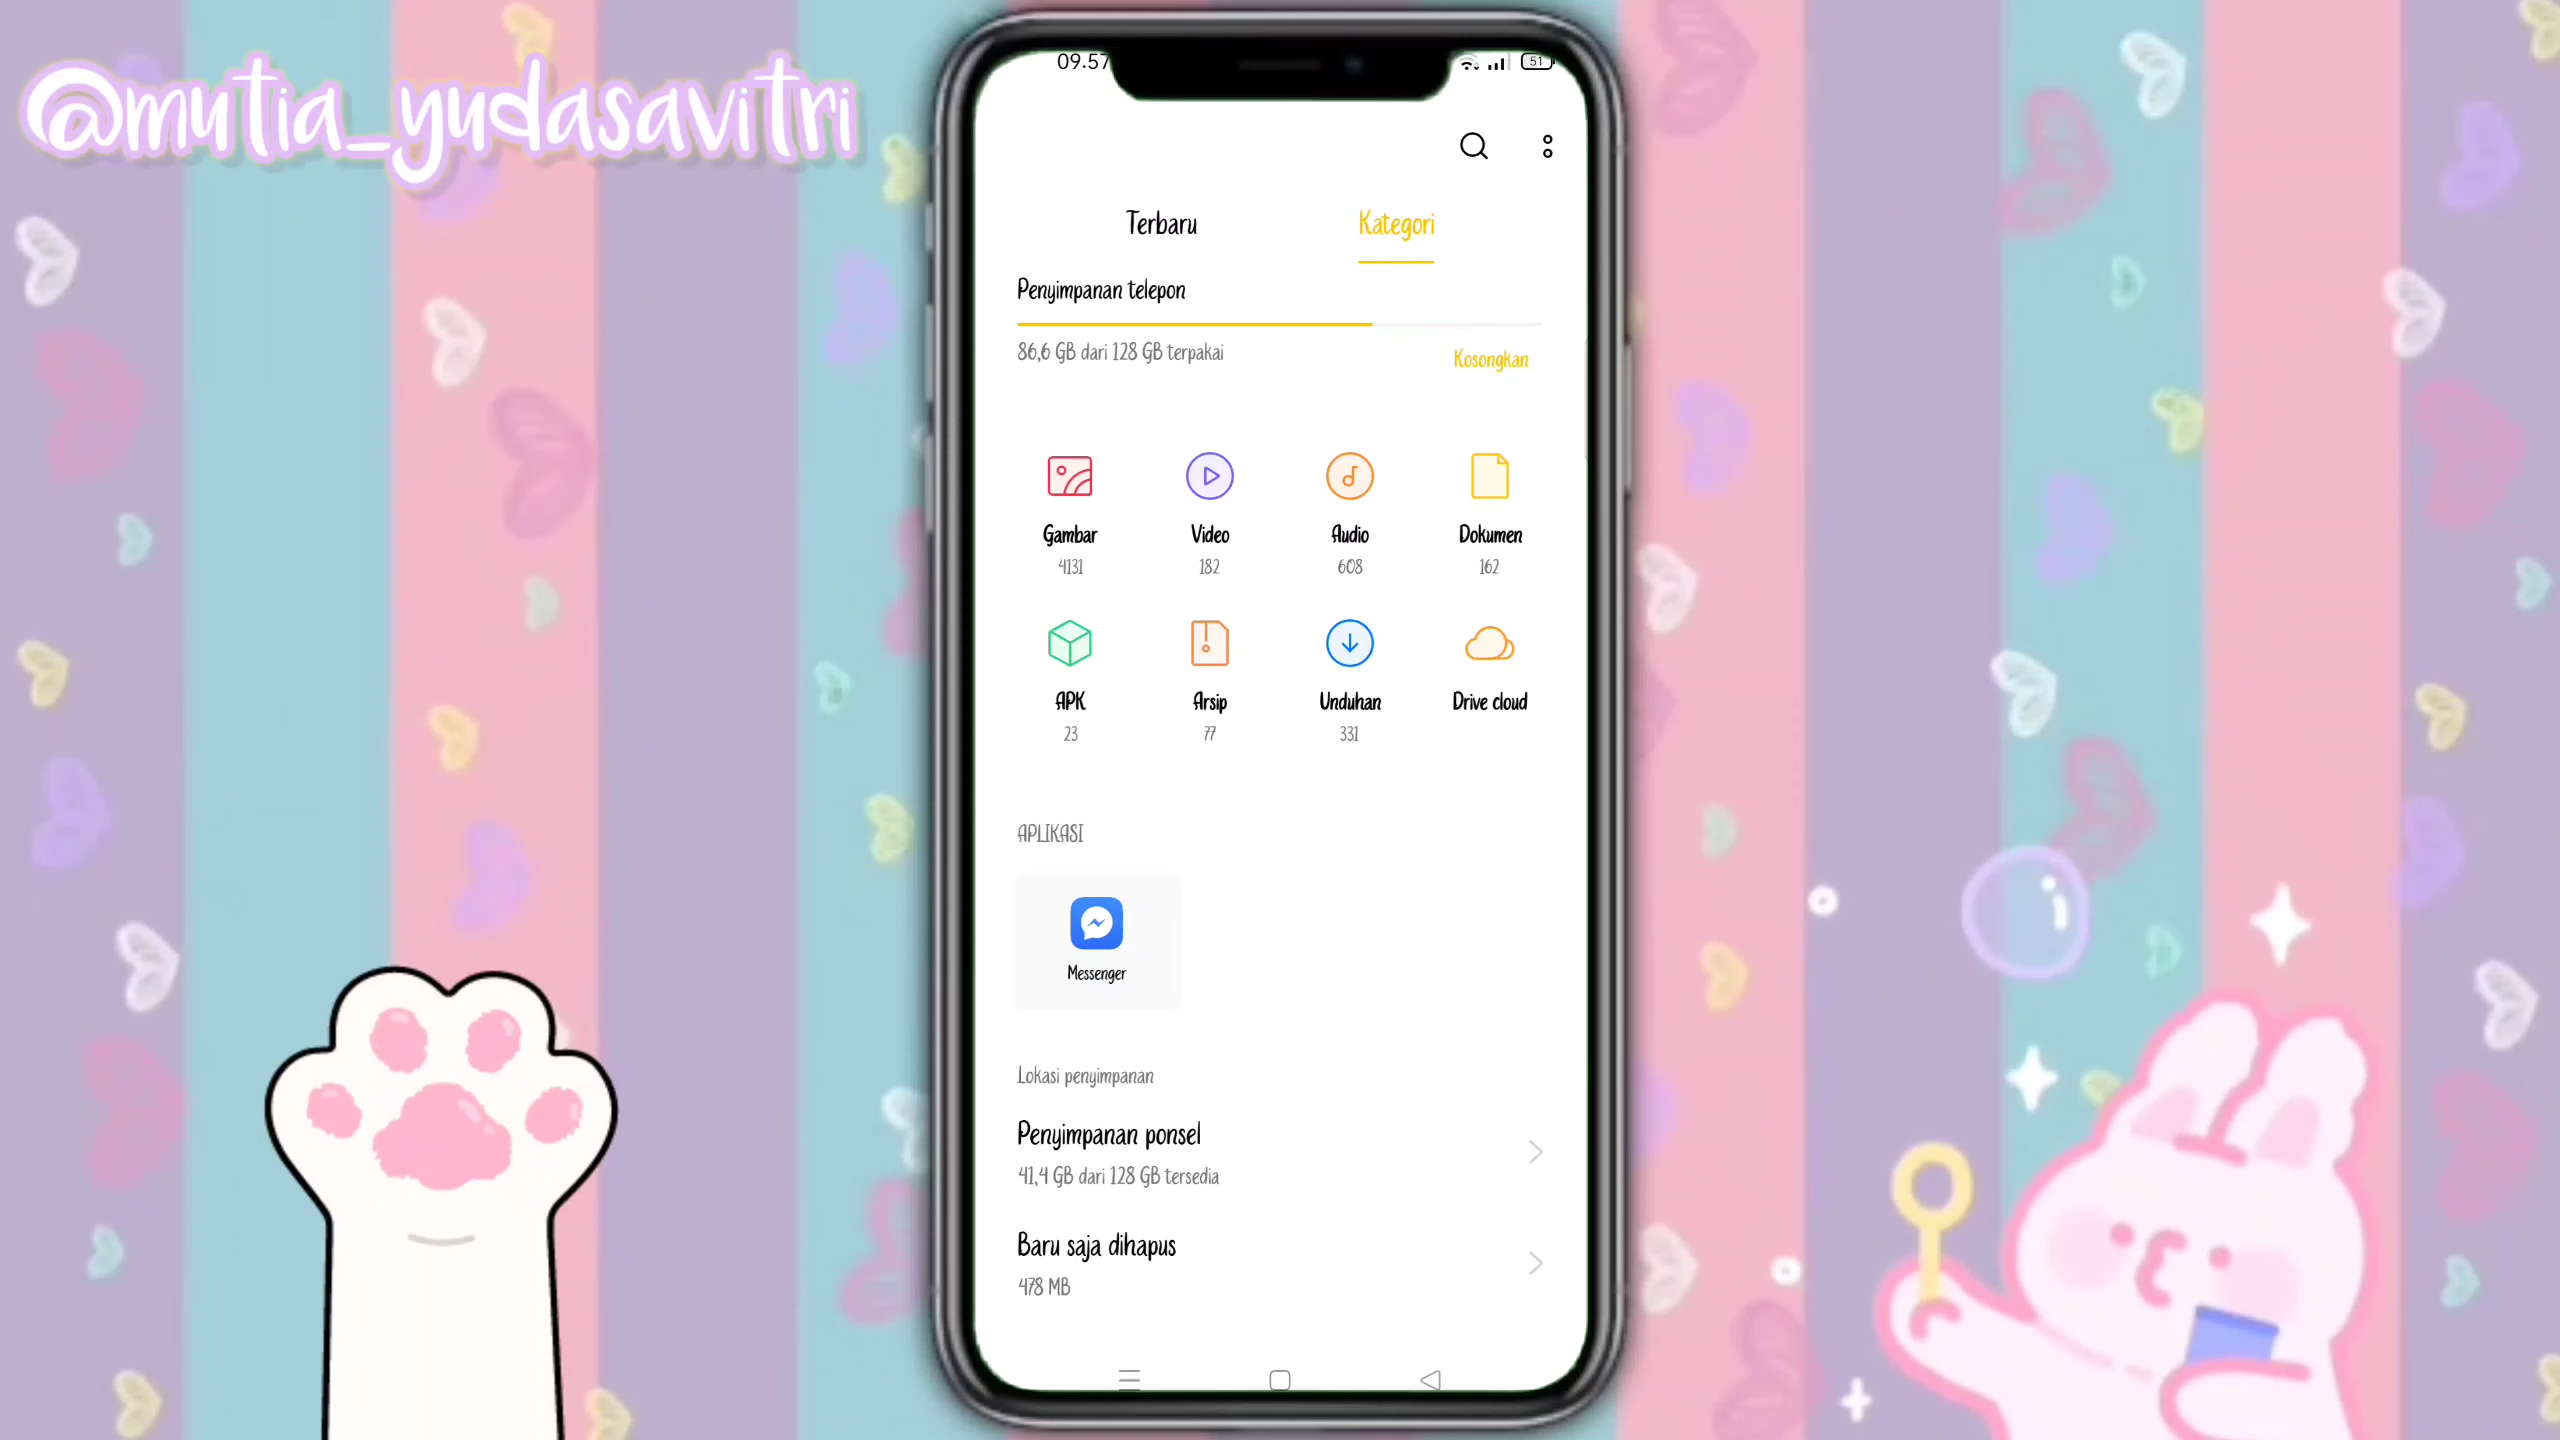 @mutia_yudasavitri
09.57
51
Terbaru
Kategori
Penyimpanan telepon
86,6 GB dari 128 GB terpakai
Kosongkan
Gambar
Video
Audio
Dokumen
4131
182
608
162
APK
Arsip
Unduhan
Drive cloud
23
77
331
APLIKASI
Messenger
Lokasi penyimpanan
Penyimpanan ponsel
41,4 GB dari 128 GB tersedia
Baru saja dihapus
478 MB